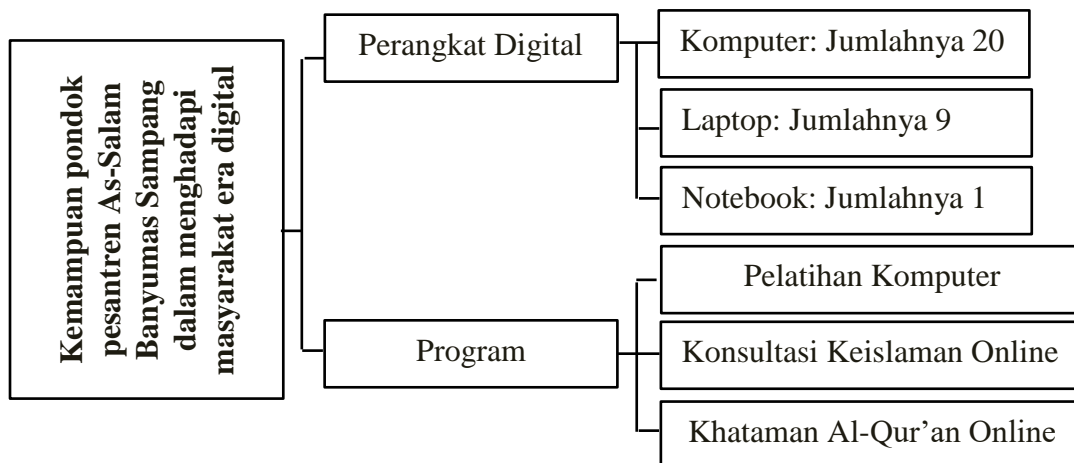 Kemampuan pondok
pesantren As-Salam
Banyumas Sampang
dalam menghadapi
masyarakat era digital
Perangkat Digital
Komputer: Jumlahnya 20
Laptop: Jumlahnya 9
Notebook: Jumlahnya 1
Program
Pelatihan Komputer
Konsultasi Keislaman Online
Khataman Al-Qur’an Online